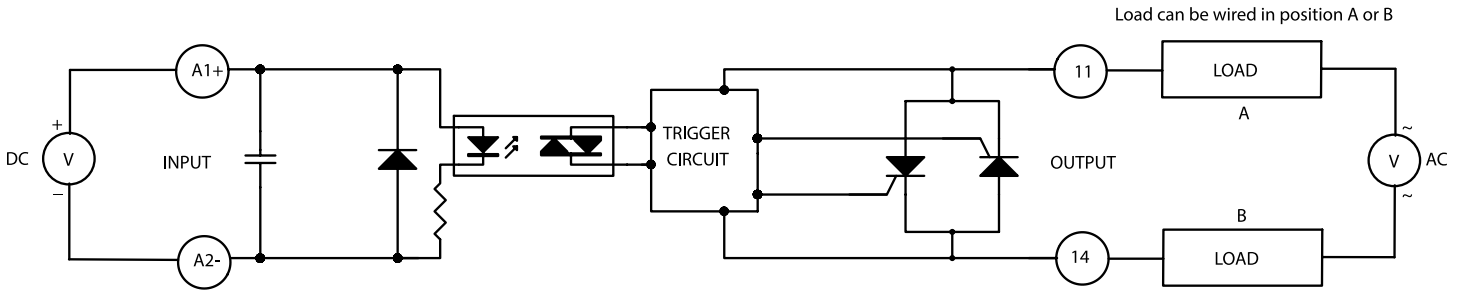 Load can be wired in position A or B
A1+
11
LOAD
A
+
DC
V
–
INPUT
TRIGGER
CIRCUIT
OUTPUT
~
V
AC
~
B
A2-
14
LOAD